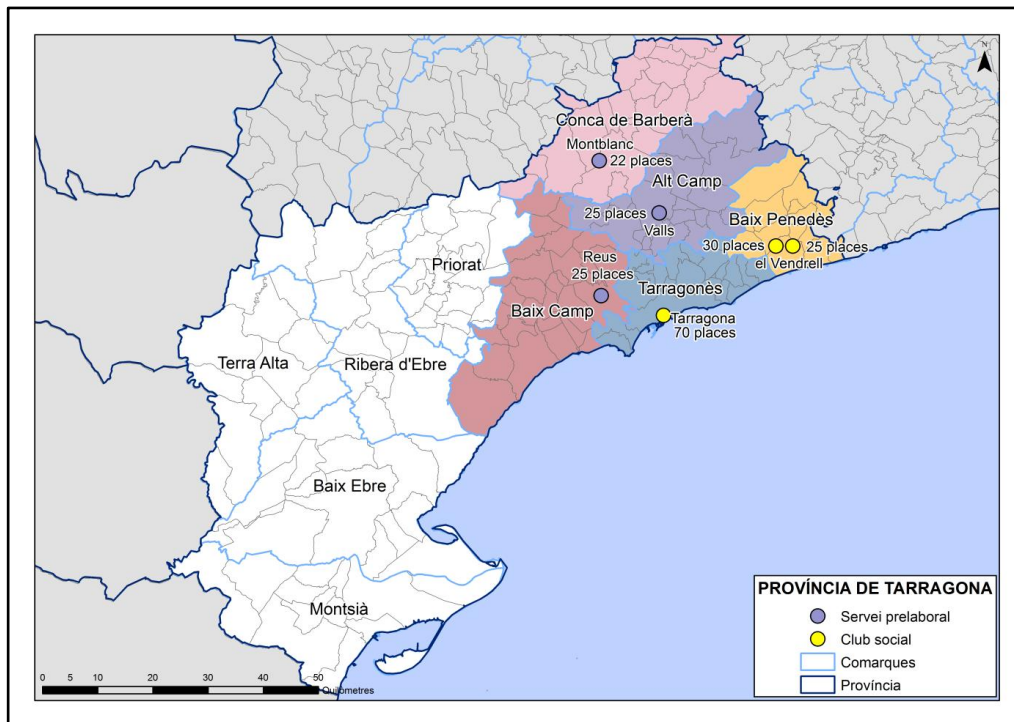 N
Conca de Barberà
Montblanc
22 places
Alt Camp
25 places
Valls
Baix Penedès
30 places
25 places
el Vendrell
Priorat
Reus
25 places
Tarragonès
Baix Camp
Tarragona
70 places
Terra Alta
Ribera d'Ebre
Baix Ebre
Montsià
0 5 10 20 30 40 50
Quilòmetres
PROVÍNCIA DE TARRAGONA
Servei prelaboral
Club social
Comarques
Província